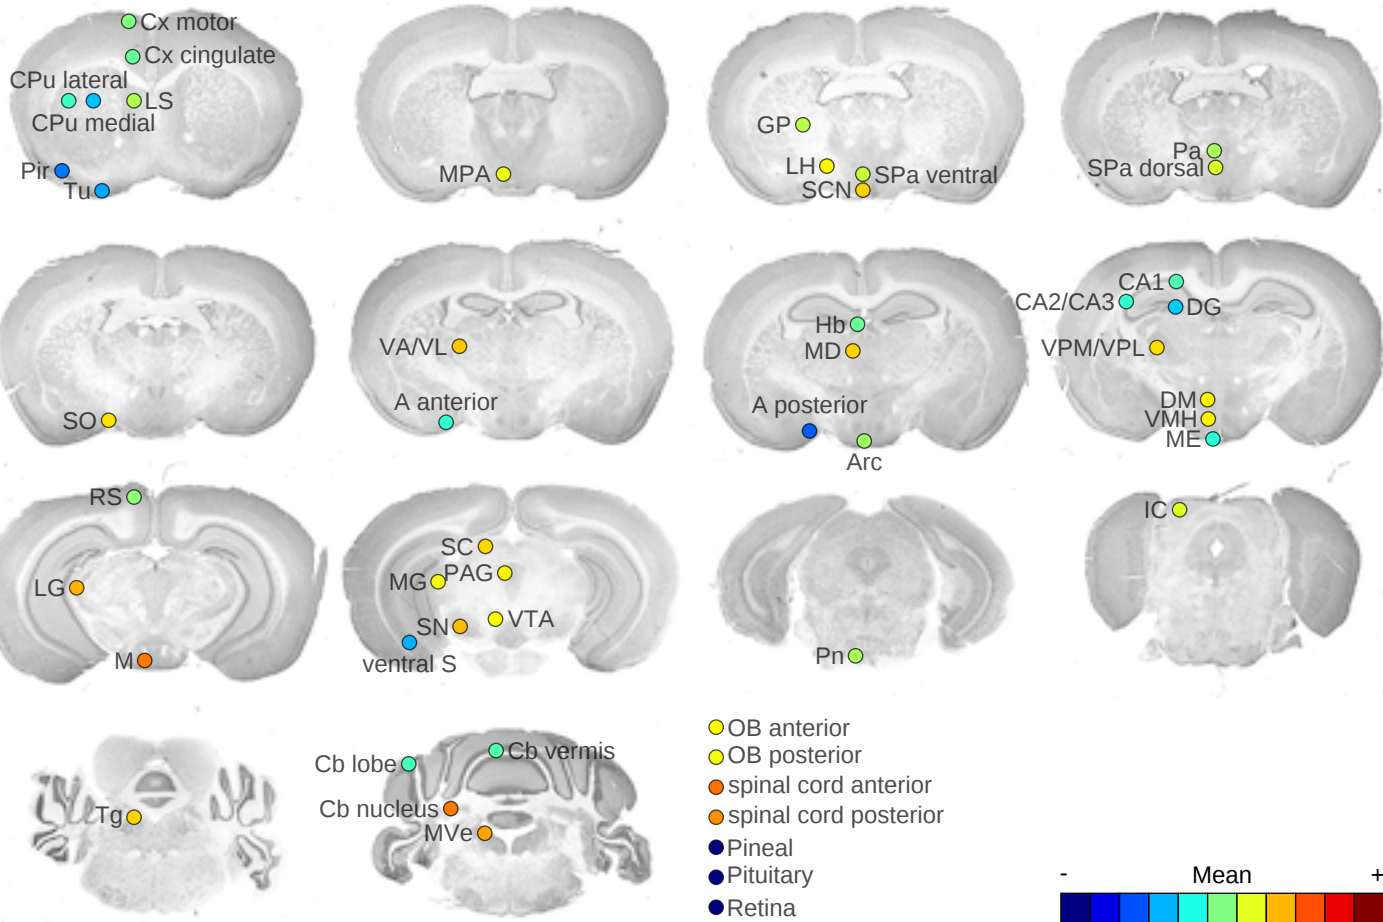 Cx motor
Cx cingulate
CPu lateral
LS
CPu medial
Pir
Tu
MPA
GP
LH
SPa ventral
SCN
Pa
SPa dorsal
SO
VA/VL
A anterior
Hb
MD
A posterior
Arc
CA1
CA2/CA3
DG
VPM/VPL
DM
VMH
ME
RS
LG
M
SC
MG
PAG
SN
VTA
ventral S
Pn
IC
Tg
Cb lobe
Cb vermis
Cb nucleus
MVe
OB anterior
OB posterior
spinal cord anterior
spinal cord posterior
Pineal
Pituitary
Retina
- Mean +